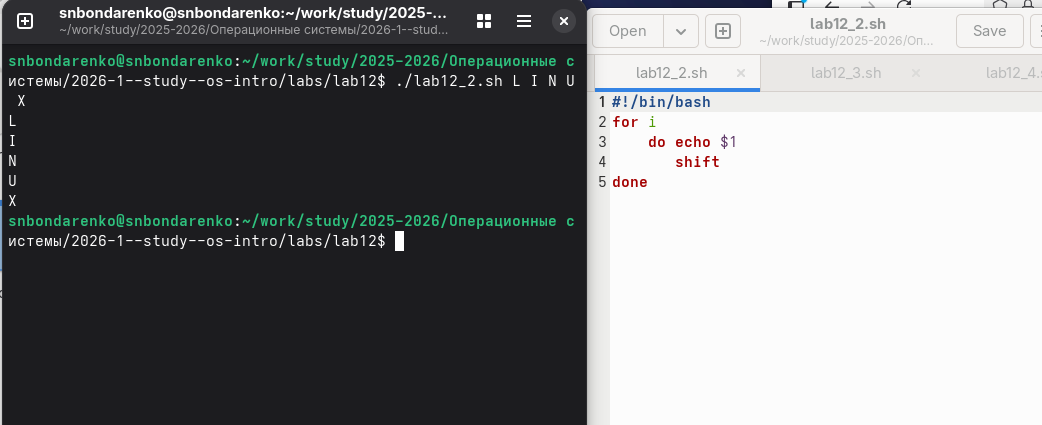 snbondarenko@snbondarenko:~/work/study/2025-...
~/work/study/2025-2026/Операционные системы/2026-1--stud...
snbondarenko@snbondarenko:~/work/study/2025-2026/Операционные с
истемы/2026-1--study--os-intro/labs/lab12$ ./lab12_2.sh L I N U
X
L
I
N
U
X
snbondarenko@snbondarenko:~/work/study/2025-2026/Операционные с
истемы/2026-1--study--os-intro/labs/lab12$
Open
lab12_2.sh
~/work/study/2025-2026/Оп...
Save
lab12_2.sh
lab12_3.sh
lab12_4.
1 #!/bin/bash
2 for i
3 do echo $1
4 shift
5 done